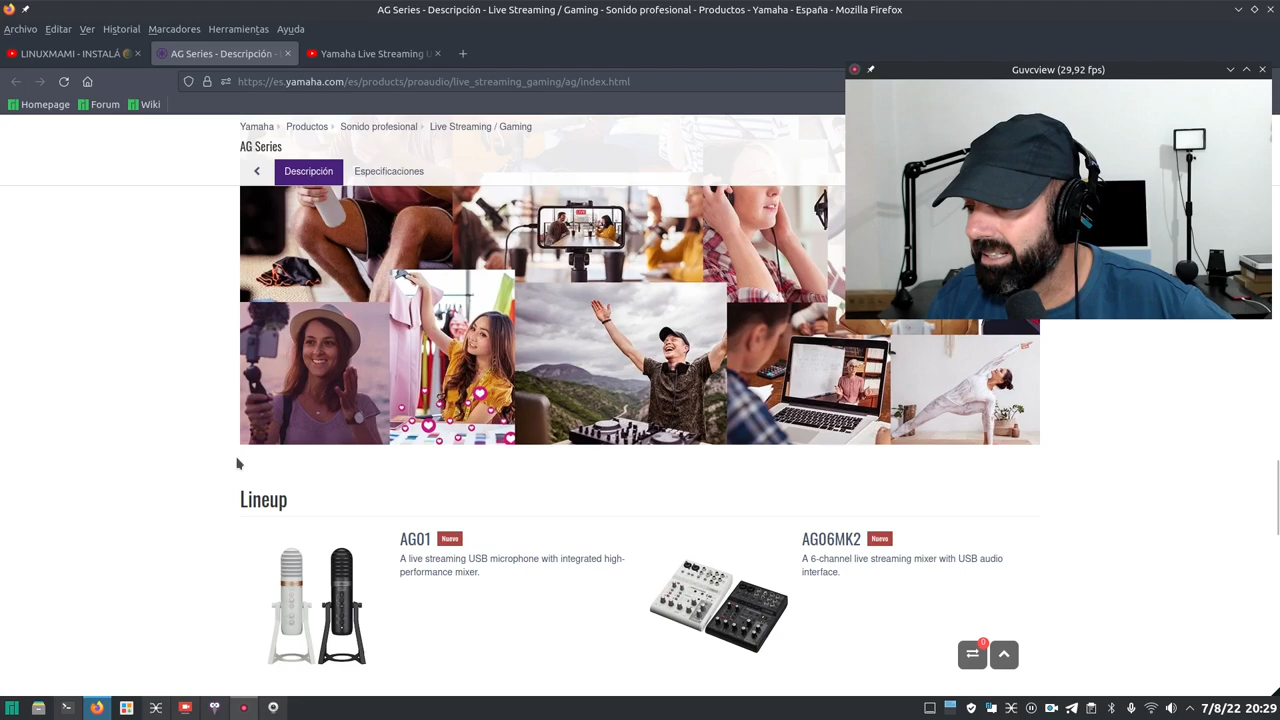 AG Series - Descripción - Live Streaming / Gaming - Sonido profesional - Productos - Yamaha - España - Mozilla Firefox
Archivo Editar Ver Historial Marcadores Herramientas Ayuda
LINUXMAMI - INSTALÁ
AG Series - Descripción -
Yamaha Live Streaming U
https://es.yamaha.com/es/products/proaudio/live_streaming_gaming/ag/index.html
Guvcview (29,92 fps)
Homepage Forum Wiki
Yamaha Productos Sonido profesional Live Streaming / Gaming
AG Series
Descripción Especificaciones
LIVE
Lineup
AG01 Nuevo
A live streaming USB microphone with integrated high-
performance mixer.
AG06MK2 Nuevo
A 6-channel live streaming mixer with USB audio
interface.
0
7/8/22 20:29